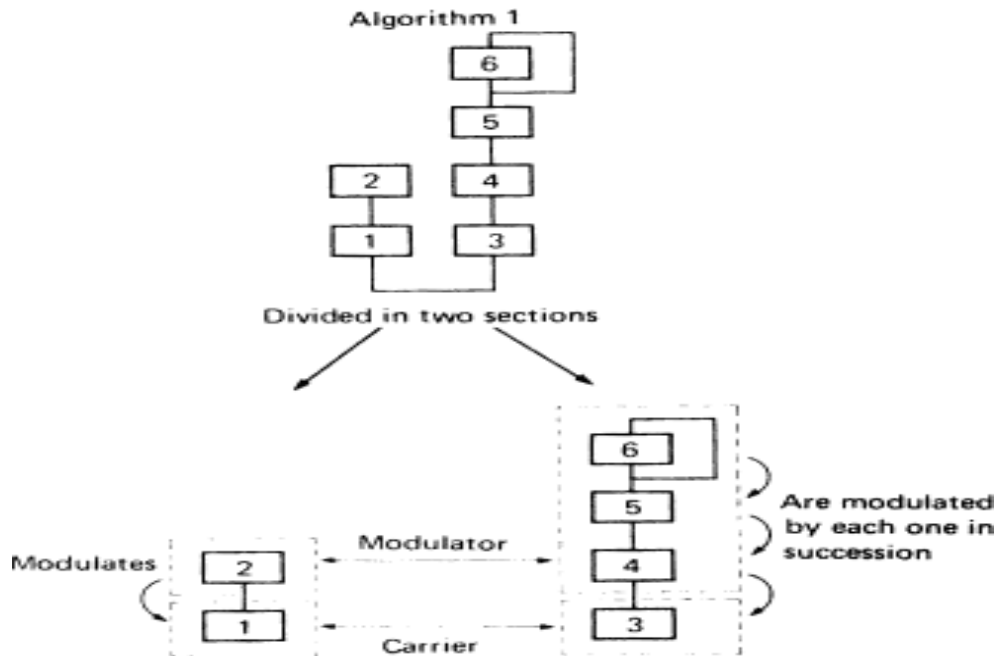 Algorithm 1
6
5
2 4
1 3
Divided in two sections
6
5
Are modulated
by each one in
succession
Modulator
Modulates
2 4
1 3
Carrier